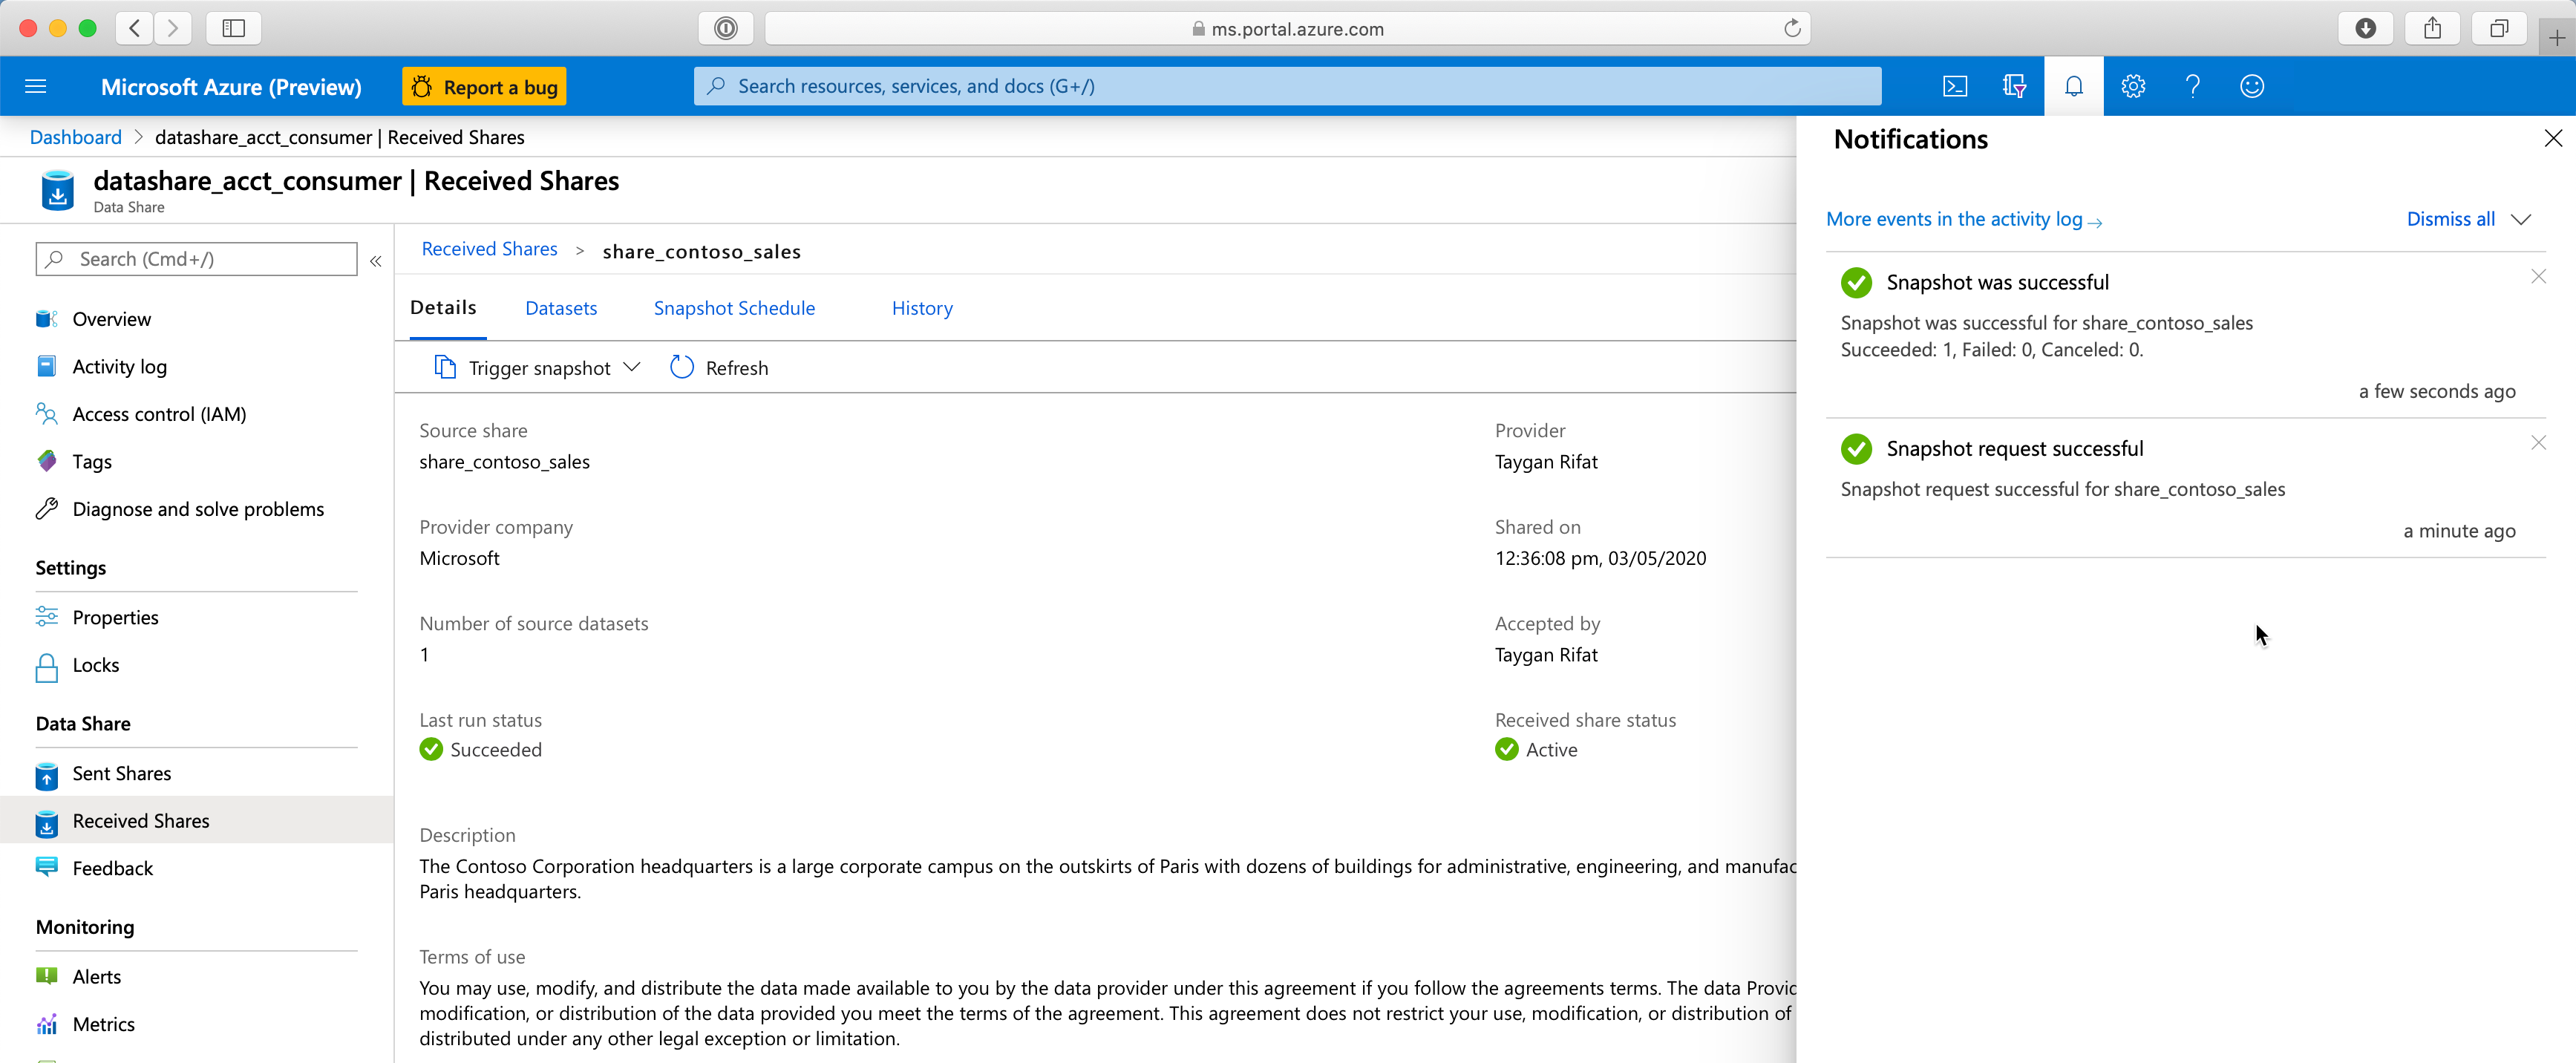 ms.portal.azure.com
Microsoft Azure (Preview)
Report a bug
Search resources, services, and docs (G+/)
Dashboard > datashare_acct_consumer | Received Shares
datashare_acct_consumer | Received Shares
Data Share
Search (Cmd+/)
«
Overview
Activity log
Access control (IAM)
Tags
Diagnose and solve problems
Settings
Properties
Locks
Data Share
Sent Shares
Received Shares
Feedback
Monitoring
Alerts
Metrics
Received Shares > share_contoso_sales
Details
Datasets
Snapshot Schedule
History
Trigger snapshot
Refresh
Source share
share_contoso_sales
Provider
Taygan Rifat
Provider company
Microsoft
Shared on
12:36:08 pm, 03/05/2020
Number of source datasets
1
Accepted by
Taygan Rifat
Last run status
Succeeded
Received share status
Active
Description
The Contoso Corporation headquarters is a large corporate campus on the outskirts of Paris with dozens of buildings for administrative, engineering, and manufac
Paris headquarters.
Terms of use
You may use, modify, and distribute the data made available to you by the data provider under this agreement if you follow the agreements terms. The data Provic
modification, or distribution of the data provided you meet the terms of the agreement. This agreement does not restrict your use, modification, or distribution of
distributed under any other legal exception or limitation.
Notifications
More events in the activity log →
Dismiss all
Snapshot was successful
Snapshot was successful for share_contoso_sales
Succeeded: 1, Failed: 0, Canceled: 0.
a few seconds ago
Snapshot request successful
Snapshot request successful for share_contoso_sales
a minute ago